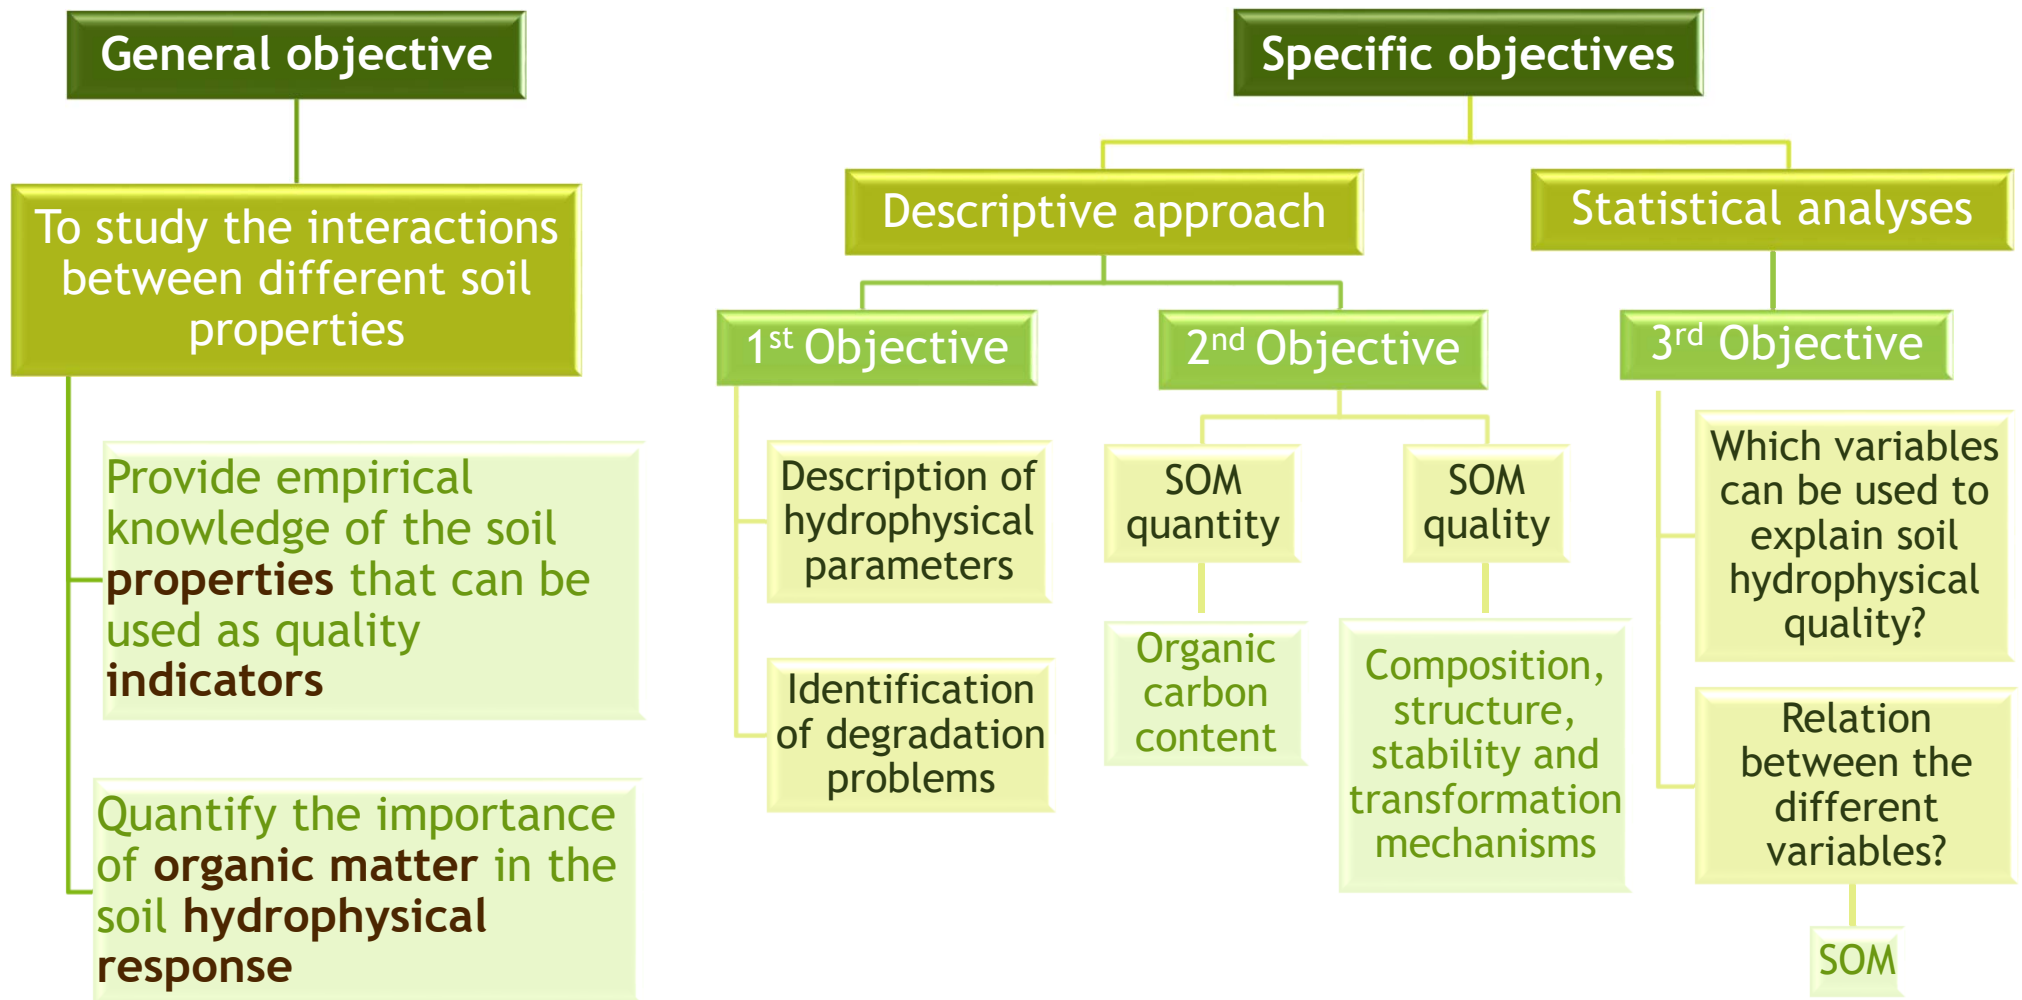 General objective
To study the interactions
between different soil
properties
Provide empirical
knowledge of the soil
properties that can be
used as quality
indicators
Quantify the importance
of organic matter in the
soil hydrophysical
response
Specific objectives
Descriptive approach
1st Objective
Description of
hydrophysical
parameters
Identification
of degradation
problems
2nd Objective
SOM
quantity
Organic
carbon
content
SOM
quality
Composition,
structure,
stability and
transformation
mechanisms
Statistical analyses
3rd Objective
Which variables
can be used to
explain soil
hydrophysical
quality?
Relation
between the
different
variables?
SOM